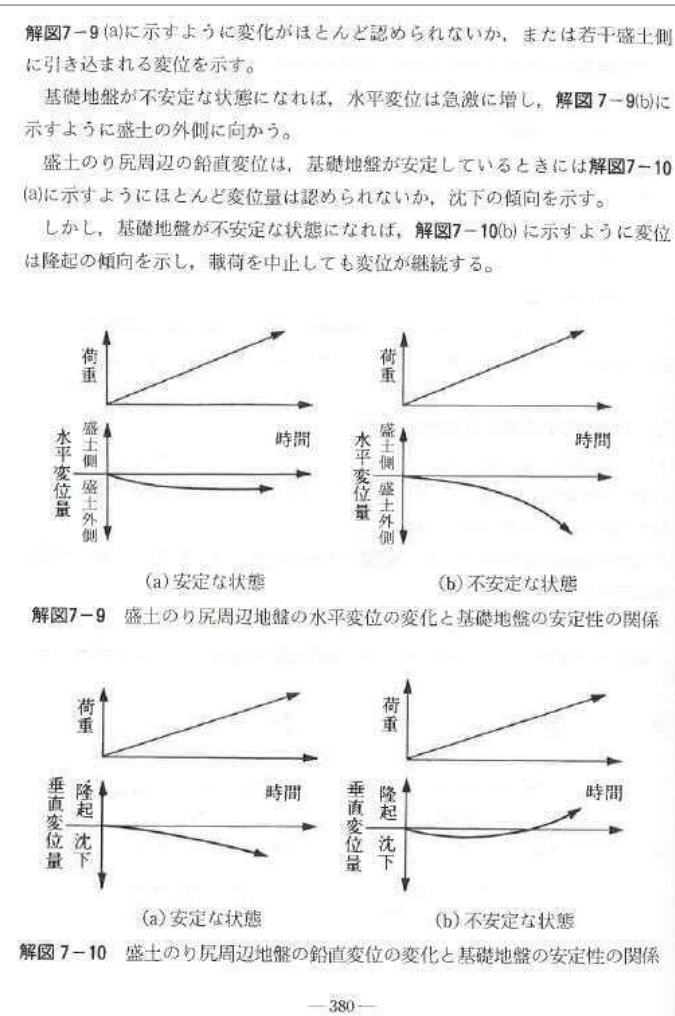 解図7−9(a)に示すように変化がほとんど認められないか，または若干盛土側
に引き込まれる変位を示す。
基礎地盤が不安定な状態になれば，水平変位は急激に増し，解図7−9(b)に
示すように盛土の外側に向かう。
盛土のり尻周辺の鉛直変位は，基礎地盤が安定しているときには解図7−10
(a)に示すようにほとんど変位量は認められないか，沈下の傾向を示す。
しかし，基礎地盤が不安定な状態になれば，解図7−10(b)に示すように変位
は隆起の傾向を示し，載荷を中止しても変位が継続する。
荷重
時間
水平変位量
盛土側
盛土外側
(a)安定な状態
荷重
時間
水平変位量
盛土側
盛土外側
(b)不安定な状態
解図7−9 盛土のり尻周辺地盤の水平変位の変化と基礎地盤の安定性の関係
荷重
時間
垂直変位量
隆起
沈下
(a)安定な状態
荷重
時間
垂直変位量
隆起
沈下
(b)不安定な状態
解図7−10 盛土のり尻周辺地盤の鉛直変位の変化と基礎地盤の安定性の関係
—380—